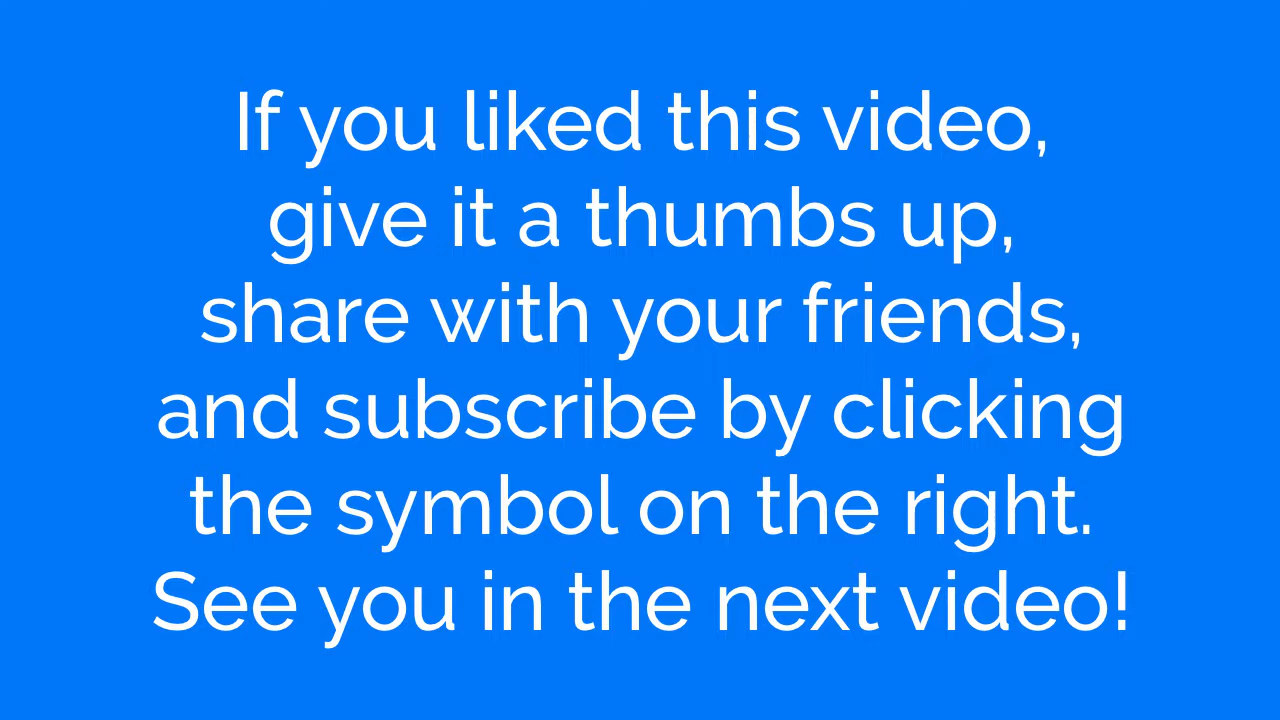 If you liked this video,
give it a thumbs up,
share with your friends,
and subscribe by clicking
the symbol on the right.
See you in the next video!